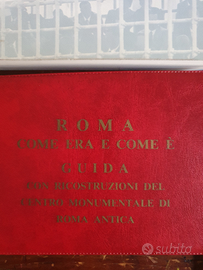 ROMA
COME ERA E COME È
GUIDA
CON RICOSTRUZIONI DEL
CENTRO MONUMENTALE DI
ROMA ANTICA
subito